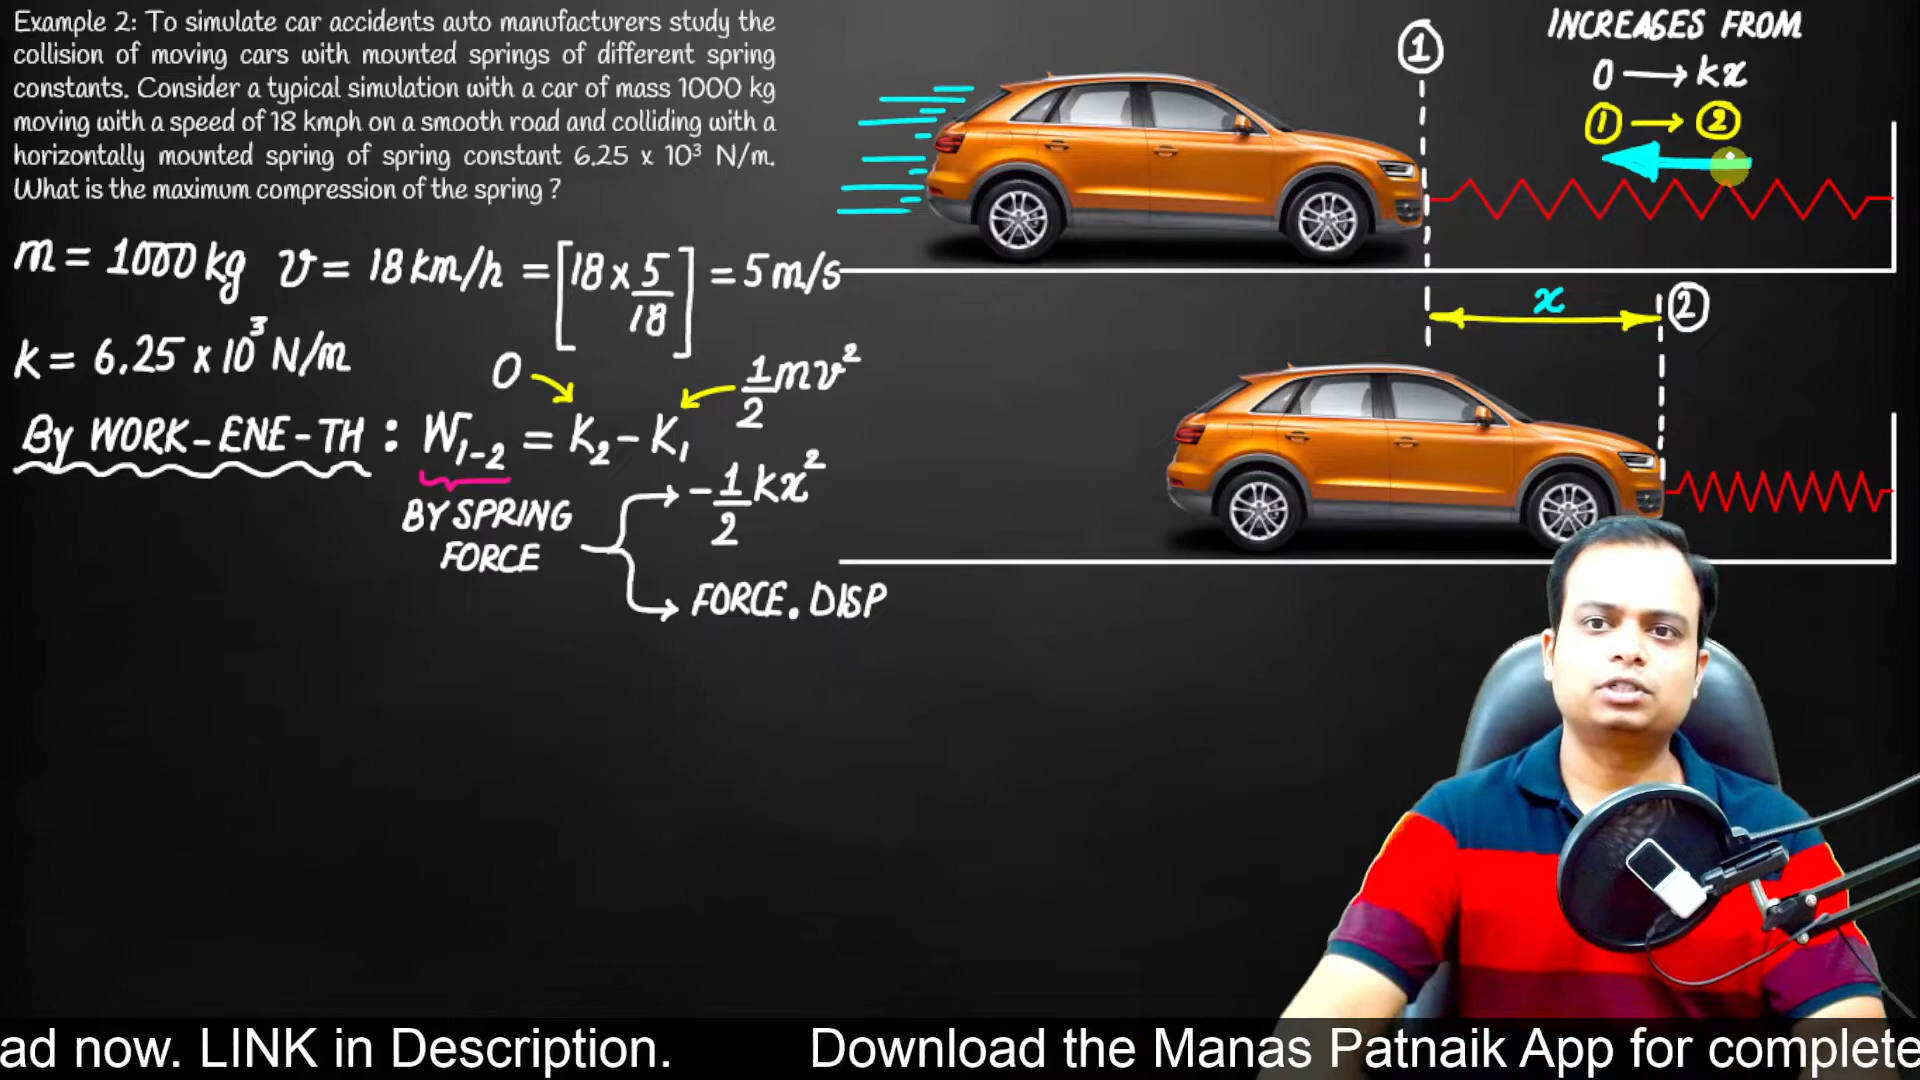 Example 2: To simulate car accidents auto manufacturers study the
collision of moving cars with mounted springs of different spring
constants. Consider a typical simulation with a car of mass 1000 kg
moving with a speed of 18 kmph on a smooth road and colliding with a
horizontally mounted spring of spring constant 6.25 x 10³ N/m.
What is the maximum compression of the spring ?
m = 1000 kg v = 18 km/h = [18 × 5/18] = 5 m/s
k = 6.25 × 10³ N/m
0
1/2 mv²
By WORK-ENE-TH : W₁₋₂ = K₂ - K₁
BY SPRING
FORCE
-1/2 kx²
FORCE . DISP
1
INCREASES FROM
0 → kx
1 → 2
x
2
ad now. LINK in Description. Download the Manas Patnaik App for complete